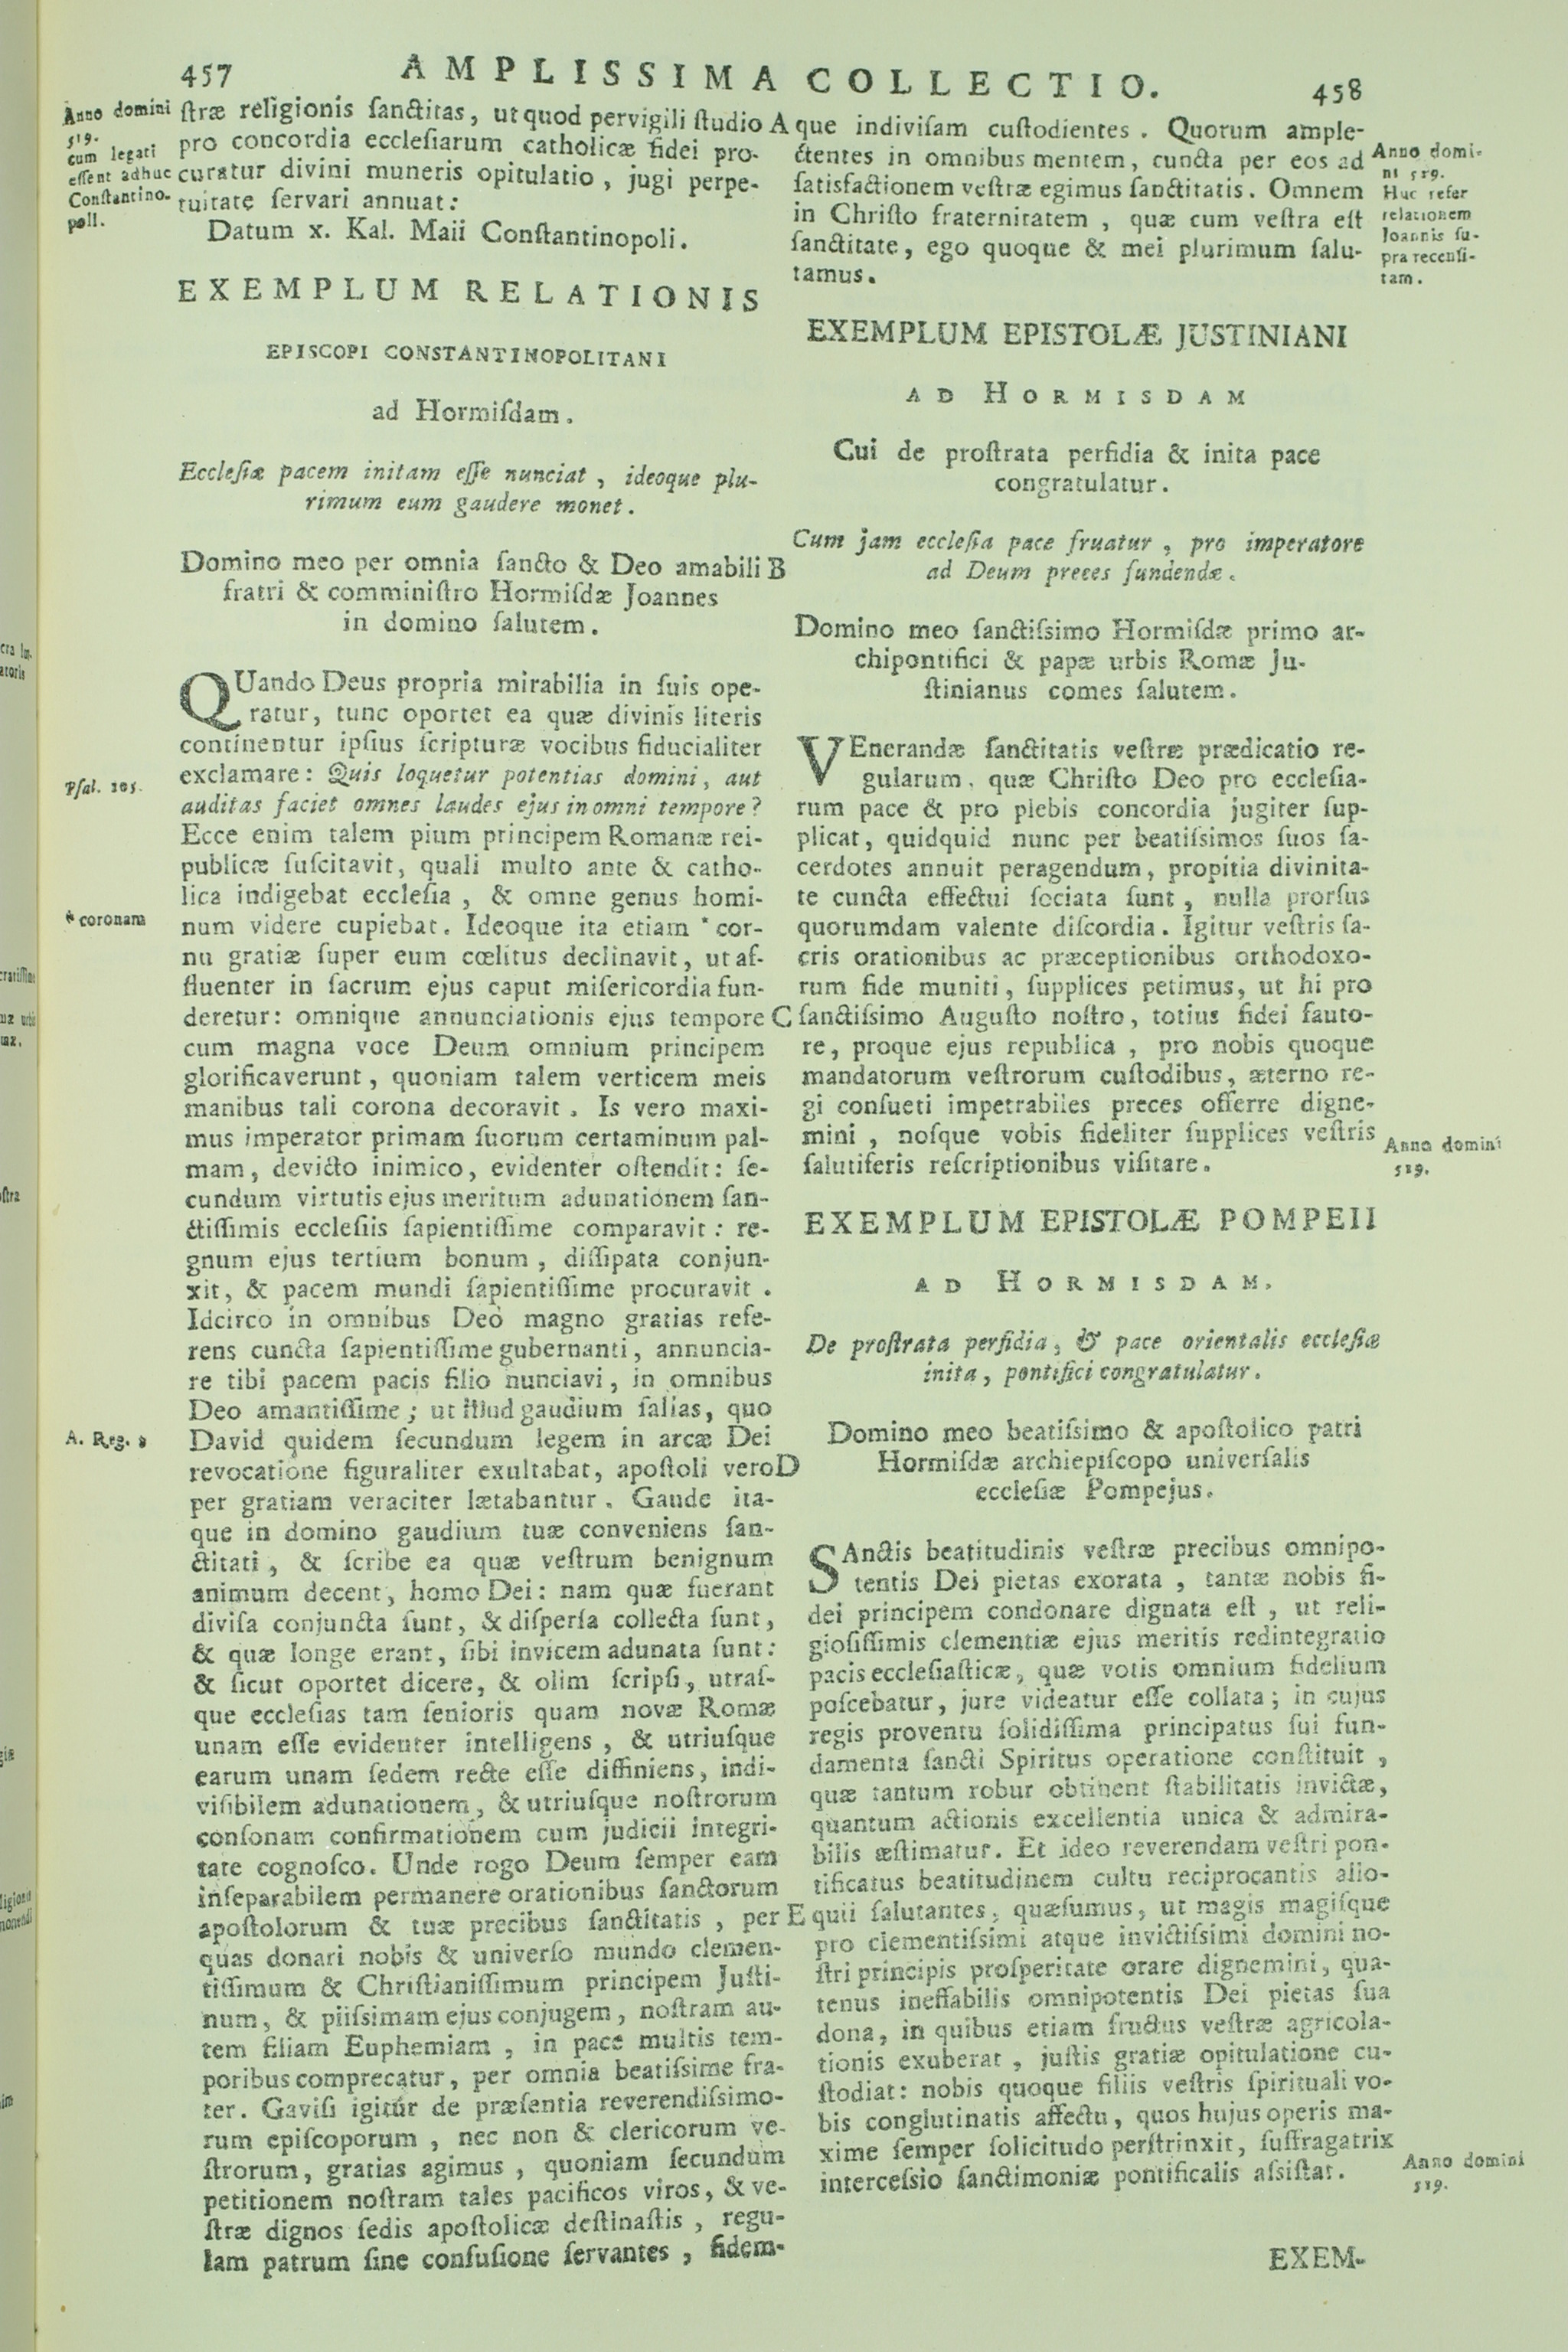 457
AMPLISSIMA COLLECTIO.
458
Anno domini
519.
cum legati
essent adhuc
Constantino-
poli.
ſtræ religionis ſanctitas, ut quod pervigili ſtudio A
pro concordia eccleſiarum catholicæ fidei pro-
curatur divini muneris opitulatio, jugi perpe-
tuitate ſervari annuat:
Datum x. Kal. Maii Conſtantinopoli.
EXEMPLUM RELATIONIS
EPISCOPI CONSTANTINOPOLITANI
ad Hormiſdam.
Eccleſiæ pacem initam eſſe nunciat, ideoque plu-
rimum eum gaudere monet.
Domino meo per omnia ſancto & Deo amabili B
fratri & comminiſtro Hormiſdæ Joannes
in domino ſalutem.
QUando Deus propria mirabilia in ſuis ope-
ratur, tunc oportet ea quæ divinis literis
continentur ipſius ſcripturæ vocibus fiducialiter
exclamare: Quis loquetur potentias domini, aut
Pſal. 105.
auditas faciet omnes laudes ejus in omni tempore?
Ecce enim talem pium principem Romanæ rei-
publicæ ſuſcitavit, quali multo ante & catho-
lica indigebat eccleſia, & omne genus homi-
* coronam
num videre cupiebat. Ideoque ita etiam * cor-
nu gratiæ ſuper eum cœlitus declinavit, ut af-
fluenter in ſacrum ejus caput miſericordia fun-
deretur: omnique annunciationis ejus tempore C
cum magna voce Deum omnium principem
glorificaverunt, quoniam talem verticem meis
manibus tali corona decoravit. Is vero maxi-
mus imperator primam ſuorum certaminum pal-
mam, devicto inimico, evidenter oſtendit: ſe-
cundum virtutis ejus meritum adunationem ſan-
ctiſſimis eccleſiis ſapientiſſime comparavit: re-
gnum ejus tertium bonum, diſſipata conjun-
xit, & pacem mundi ſapientiſſime procuravit.
Idcirco in omnibus Deo magno gratias refe-
rens cuncta ſapientiſſime gubernanti, annuncia-
re tibi pacem pacis filio nunciavi, in omnibus
Deo amantiſſime; ut illud gaudium ſalias, quo
A. Reg.
David quidem ſecundum legem in arcæ Dei
revocatione figuraliter exultabat, apoſtoli vero D
per gratiam veraciter lætabantur. Gaude ita-
que in domino gaudium tuæ conveniens ſan-
ctitati, & ſcribe ea quæ veſtrum benignum
animum decent, homo Dei: nam quæ fuerant
diviſa conjuncta ſunt, & diſperſa collecta ſunt,
& quæ longe erant, ſibi invicem adunata ſunt:
& ſicut oportet dicere, & olim ſcripſi, utraſ-
que eccleſias tam ſenioris quam novæ Romæ
unam eſſe evidenter intelligens, & utriuſque
earum unam ſedem recte eſſe diffiniens, indi-
viſibilem adunationem, & utriuſque noſtrorum
conſonam confirmationem cum judicii integri-
tate cognoſco. Unde rogo Deum ſemper eam
inſeparabilem permanere orationibus ſanctorum
apoſtolorum & tuæ precibus ſanctitatis, per E
quas donari nobis & univerſo mundo clemen-
tiſſimum & Chriſtianiſſimum principem Juſti-
num, & piiſsimam ejus conjugem, noſtram au-
tem filiam Euphemiam, in pace multis tem-
poribus comprecatur, per omnia beatiſsime fra-
ter. Gaviſi igitur de præſentia reverendiſsimo-
rum epiſcoporum, nec non & clericorum ve-
ſtrorum, gratias agimus, quoniam ſecundum
petitionem noſtram tales pacificos viros, & ve-
ſtræ dignos ſedis apoſtolicæ deſtinaſtis, regu-
lam patrum ſine confuſione ſervantes, fidem-
que indiviſam cuſtodientes. Quorum ample-
ctentes in omnibus mentem, cuncta per eos ad
ſatisfactionem veſtræ egimus ſanctitatis. Omnem
in Chriſto fraternitatem, quæ cum veſtra eſt
ſanctitate, ego quoque & mei plurimum ſalu-
tamus.
Anno domi-
ni 519.
Huc refer
relationem
Joannis ſu-
pra recenſi-
tam.
EXEMPLUM EPISTOLÆ JUSTINIANI
AD HORMISDAM
Cui de proſtrata perfidia & inita pace
congratulatur.
Cum jam eccleſia pace fruatur, pro imperatore
ad Deum preces fundendæ.
Domino meo ſanctiſsimo Hormiſdæ primo ar-
chipontifici & papæ urbis Romæ Ju-
ſtinianus comes ſalutem.
VEnerandæ ſanctitatis veſtræ prædicatio re-
gularum, quæ Chriſto Deo pro eccleſia-
rum pace & pro plebis concordia jugiter ſup-
plicat, quidquid nunc per beatiſsimos ſuos ſa-
cerdotes annuit peragendum, propitia divinita-
te cuncta effectui ſociata ſunt, nulla prorſus
quorumdam valente diſcordia. Igitur veſtris ſa-
cris orationibus ac præceptionibus orthodoxo-
rum fide muniti, ſupplices petimus, ut hi pro
ſanctiſsimo Auguſto noſtro, totius fidei fauto-
re, proque ejus republica, pro nobis quoque
mandatorum veſtrorum cuſtodibus, æterno re-
gi conſueti impetrabiles preces offerre digne-
mini, noſque vobis fideliter ſupplices veſtris
ſalutiferis reſcriptionibus viſitare.
Anno domini
519.
EXEMPLUM EPISTOLÆ POMPEII
AD HORMISDAM.
De proſtrata perfidia, & pace orientalis eccleſiæ
inita, pontifici congratulatur.
Domino meo beatiſsimo & apoſtolico patri
Hormiſdæ archiepiſcopo univerſalis
eccleſiæ Pompejus.
SAnctis beatitudinis veſtræ precibus omnipo-
tentis Dei pietas exorata, tantæ nobis fi-
dei principem condonare dignata eſt, ut reli-
gioſiſſimis clementiæ ejus meritis redintegratio
pacis eccleſiaſticæ, quæ votis omnium fidelium
poſcebatur, jure videatur eſſe collata; in cujus
regis proventu ſolidiſſima principatus ſui fun-
damenta ſancti Spiritus operatione conſtituit,
quæ tantum robur obtinent ſtabilitatis invictæ,
quantum actionis excellentia unica & admira-
bilis æſtimatur. Et ideo reverendam veſtri pon-
tificatus beatitudinem cultu reciprocantis allo-
quii ſalutantes, quæſumus, ut magis magiſque
pro clementiſsimi atque invictiſsimi domini no-
ſtri principis proſperitate orare dignemini, qua-
tenus ineffabilis omnipotentis Dei pietas ſua
dona, in quibus etiam fructus veſtræ agricola-
tionis exuberat, juſtis gratiæ opitulatione cu-
ſtodiat: nobis quoque filiis veſtris ſpirituali vo-
bis conglutinatis affectu, quos hujus operis ma-
xime ſemper ſolicitudo perſtrinxit, ſuffragatrix
interceſsio ſanctimoniæ pontificalis aſsiſtat.
Anno domini
519.
EXEM-